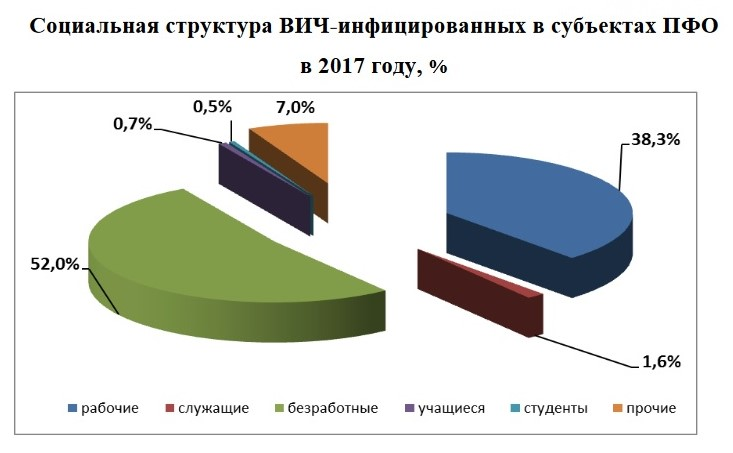 Социальная структура ВИЧ-инфицированных в субъектах ПФО
в 2017 году, %
0,5%
7,0%
0,7%
38,3%
52,0%
1,6%
рабочие служащие безработные учащиеся студенты прочие